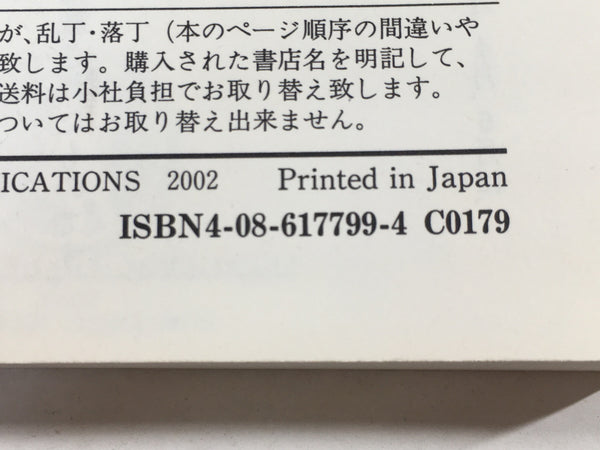 が、乱丁・落丁（本のページ順序の間違いや
致します。購入された書店名を明記して、
送料は小社負担でお取り替え致します。
ついてはお取り替え出来ません。
ICATIONS 2002 Printed in Japan
ISBN4-08-617799-4 C0179